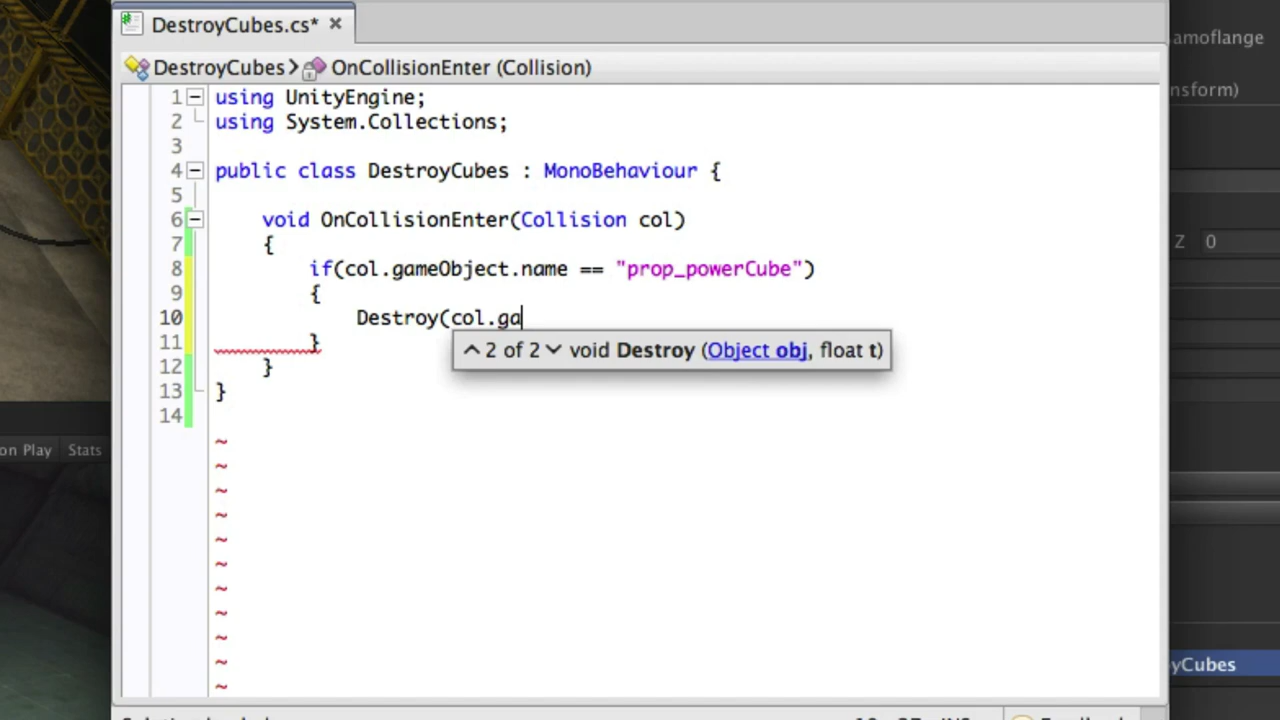 DestroyCubes.cs*
DestroyCubes
OnCollisionEnter (Collision)
1 using UnityEngine;
2 using System.Collections;
3
4 public class DestroyCubes : MonoBehaviour {
5
6 void OnCollisionEnter(Collision col)
7 {
8 if(col.gameObject.name == "prop_powerCube")
9 {
10 Destroy(col.ga
11 }
2 of 2 void Destroy (Object obj, float t)
12 }
13 }
14
~
~
~
~
~
~
~
~
~
~
~
amoflange
nsform)
Z 0
on Play Stats
yCubes